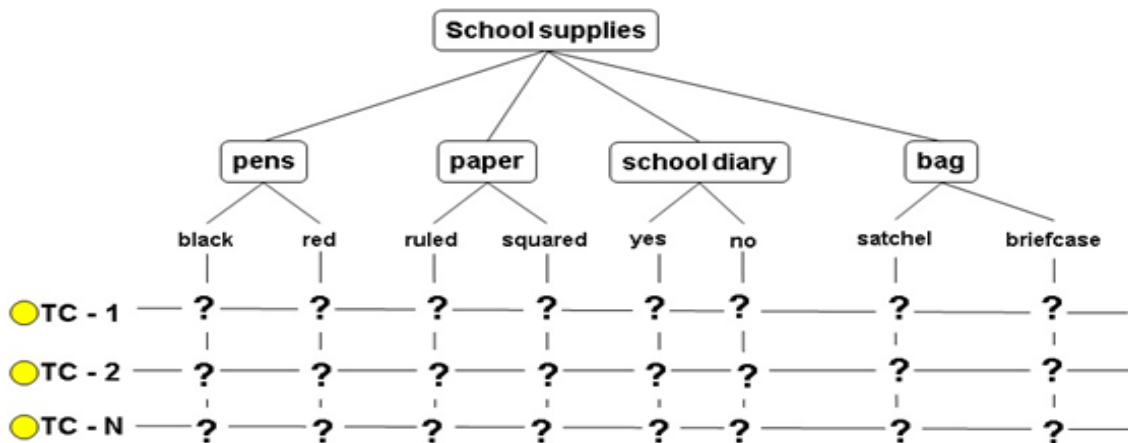 School supplies
pens paper school diary bag
black red ruled squared yes no satchel briefcase
TC - 1 ? ? ? ? ? ? ? ?
TC - 2 ? ? ? ? ? ? ? ?
TC - N ? ? ? ? ? ? ? ?